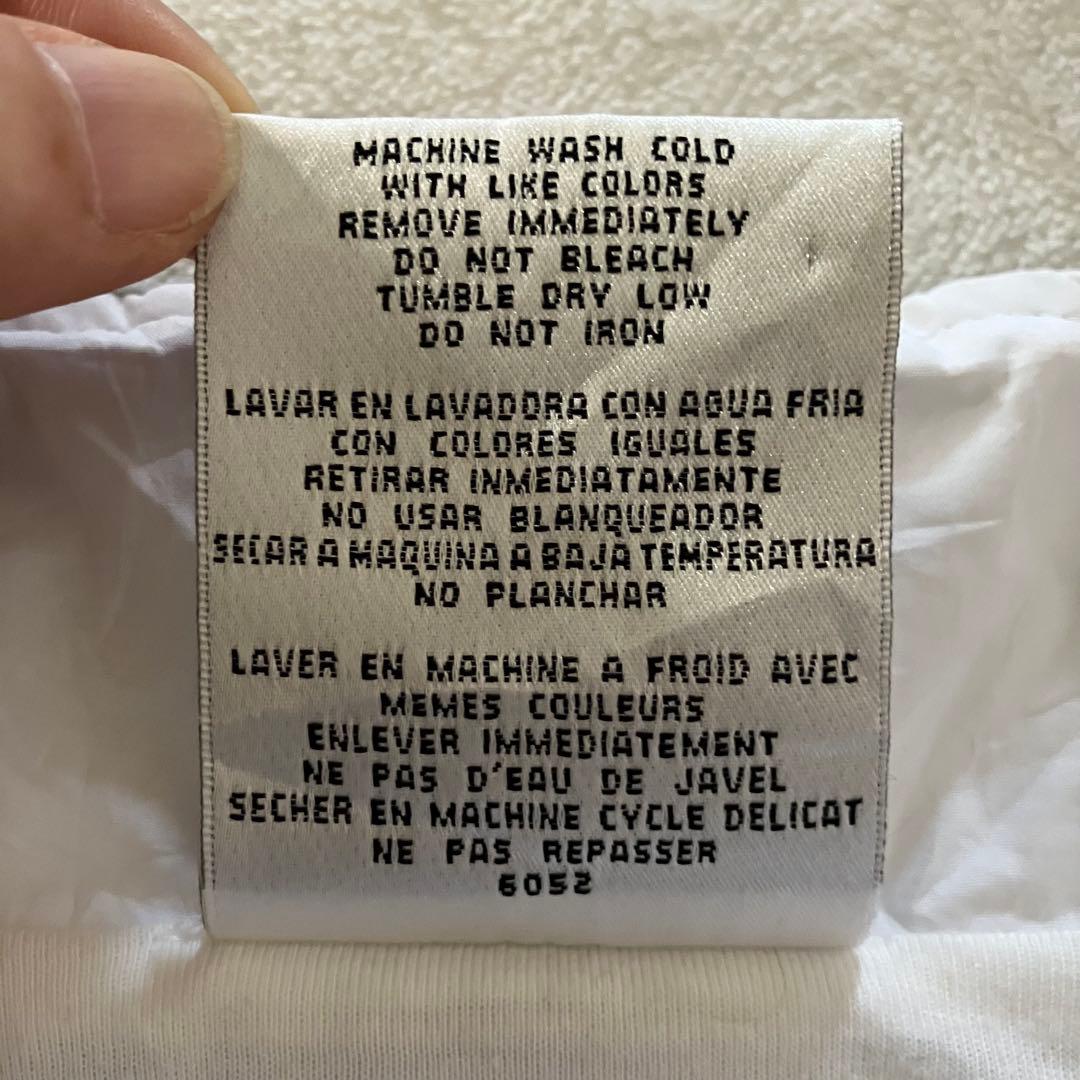 MACHINE WASH COLD
WITH LIKE COLORS
REMOVE IMMEDIATELY
DO NOT BLEACH
TUMBLE DRY LOW
DO NOT IRON
LAVAR EN LAVADORA CON AGUA FRIA
CON COLORES IGUALES
RETIRAR INMEDIATAMENTE
NO USAR BLANQUEADOR
SECAR A MAQUINA A BAJA TEMPERATURA
NO PLANCHAR
LAVER EN MACHINE A FROID AVEC
MEMES COULEURS
ENLEVER IMMEDIATEMENT
NE PAS D'EAU DE JAVEL
SECHER EN MACHINE CYCLE DELICAT
NE PAS REPASSER
6052